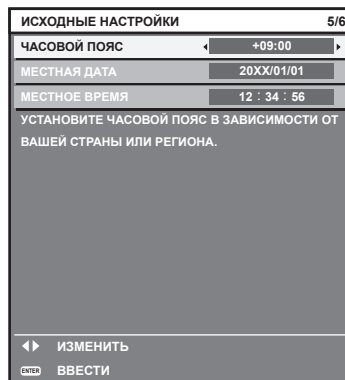 ИСХОДНЫЕ НАСТРОЙКИ 5/6
ЧАСОВОЙ ПОЯС +09:00
МЕСТНАЯ ДАТА 20XX/01/01
МЕСТНОЕ ВРЕМЯ 12 : 34 : 56
УСТАНОВИТЕ ЧАСОВОЙ ПОЯС В ЗАВИСИМОСТИ ОТ
ВАШЕЙ СТРАНЫ ИЛИ РЕГИОНА.
ИЗМЕНИТЬ
ENTER ВВЕСТИ